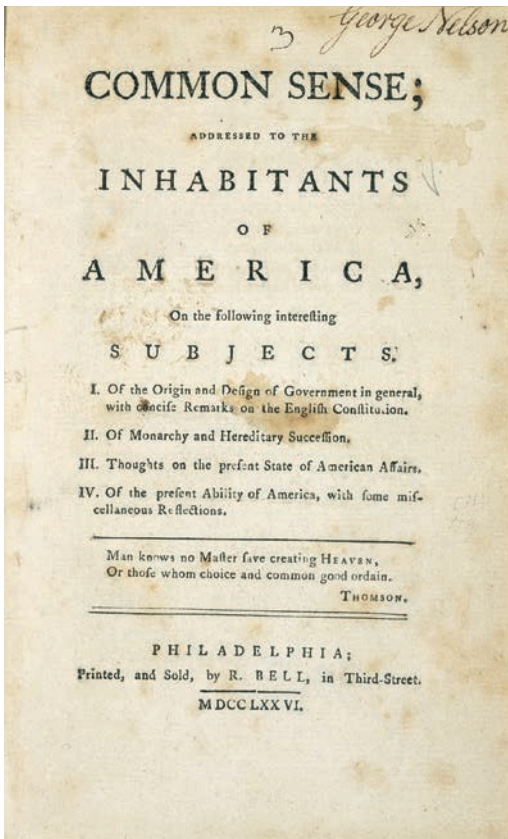 3
George Nelson
COMMON SENSE;
ADDRESSED TO THE
INHABITANTS
OF
AMERICA,
On the following intereſting
SUBJECTS.
I. Of the Origin and Deſign of Government in general,
with conciſe Remarks on the Engliſh Conſtitution.
II. Of Monarchy and Hereditary Succeſſion.
III. Thoughts on the preſent State of American Affairs.
IV. Of the preſent Ability of America, with ſome miſ-
cellaneous Reflections.
Man knows no Maſter ſave creating HEAVEN,
Or thoſe whom choice and common good ordain.
THOMSON.
PHILADELPHIA;
Printed, and Sold, by R. BELL, in Third-Street.
MDCCLXXVI.